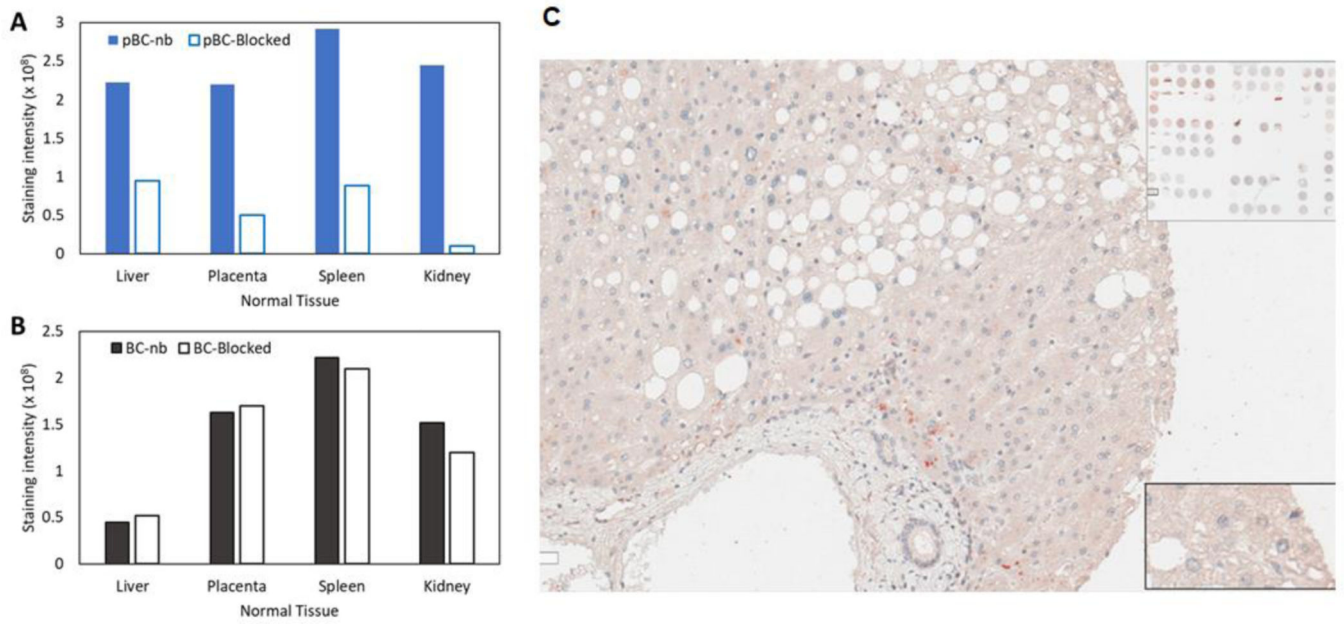 A
3
2.5
2
1.5
1
0.5
0
Staining intensity (x 10⁸)
pBC-nb pBC-Blocked
Liver Placenta Spleen Kidney
Normal Tissue
B
2.5
2
1.5
1
0.5
0
Staining intensity (x 10⁸)
BC-nb BC-Blocked
Liver Placenta Spleen Kidney
Normal Tissue
C